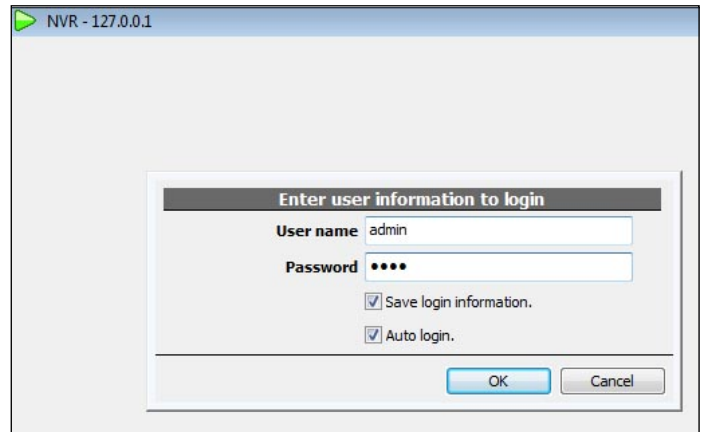 NVR - 127.0.0.1
Enter user information to login
User name admin
Password ••••
Save login information.
Auto login.
OK Cancel